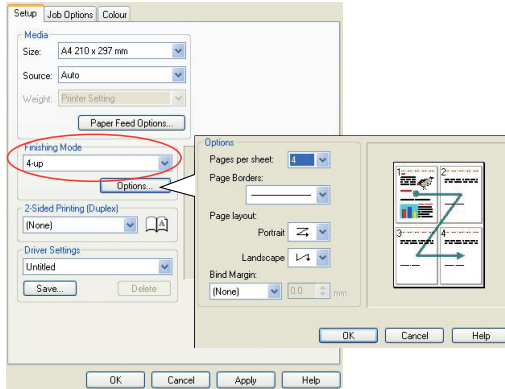 Setup Job Options Colour
Media
Size: A4 210 x 297 mm
Source: Auto
Weight: Printer Setting
Paper Feed Options...
Finishing Mode
4-up
Options...
2-Sided Printing (Duplex)
(None)
Driver Settings
Untitled
Save... Delete
OK Cancel Apply Help
Options
Pages per sheet: 4
Page Borders:
Page layout:
Portrait
Landscape
Bind Margin:
(None) 0.0 mm
1 2
3 4
OK Cancel Help